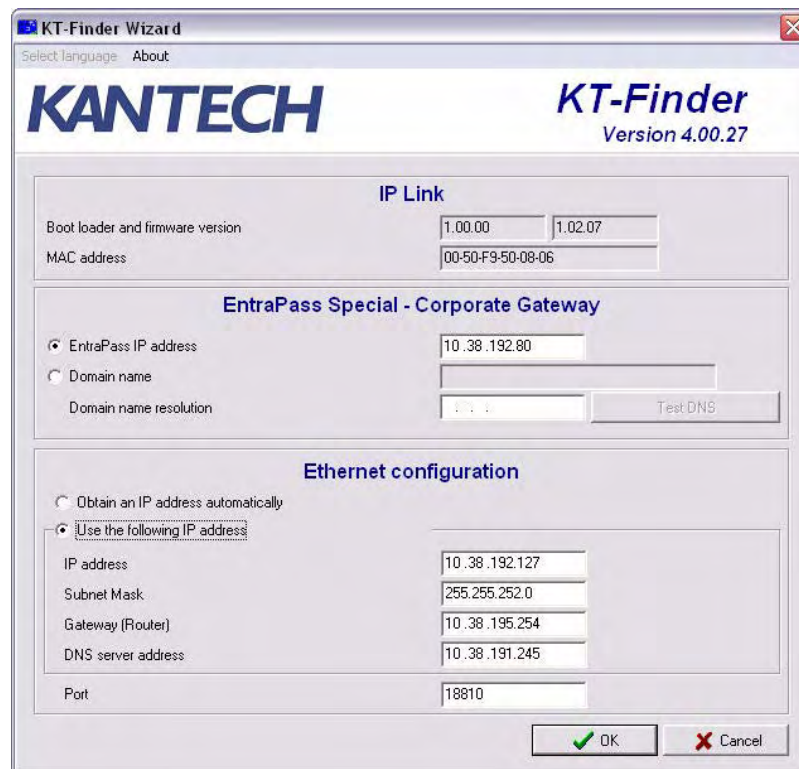 KT-Finder Wizard
Select language About
KANTECH
KT-Finder
Version 4.00.27
IP Link
Boot loader and firmware version 1.00.00 1.02.07
MAC address 00-50-F9-50-08-06
EntraPass Special - Corporate Gateway
EntraPass IP address 10 .38 .192.80
Domain name
Domain name resolution . . . Test DNS
Ethernet configuration
Obtain an IP address automatically
Use the following IP address
IP address 10 .38 .192.127
Subnet Mask 255.255.252.0
Gateway (Router) 10 .38 .195.254
DNS server address 10 .38 .191.245
Port 18810
OK Cancel